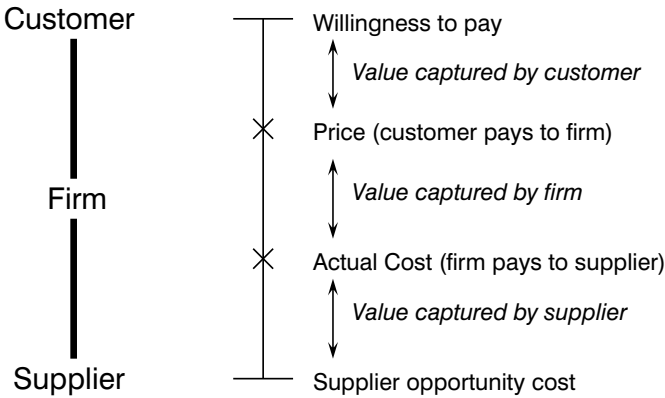 Customer
Willingness to pay
Value captured by customer
Price (customer pays to firm)
Firm
Value captured by firm
Actual Cost (firm pays to supplier)
Value captured by supplier
Supplier
Supplier opportunity cost